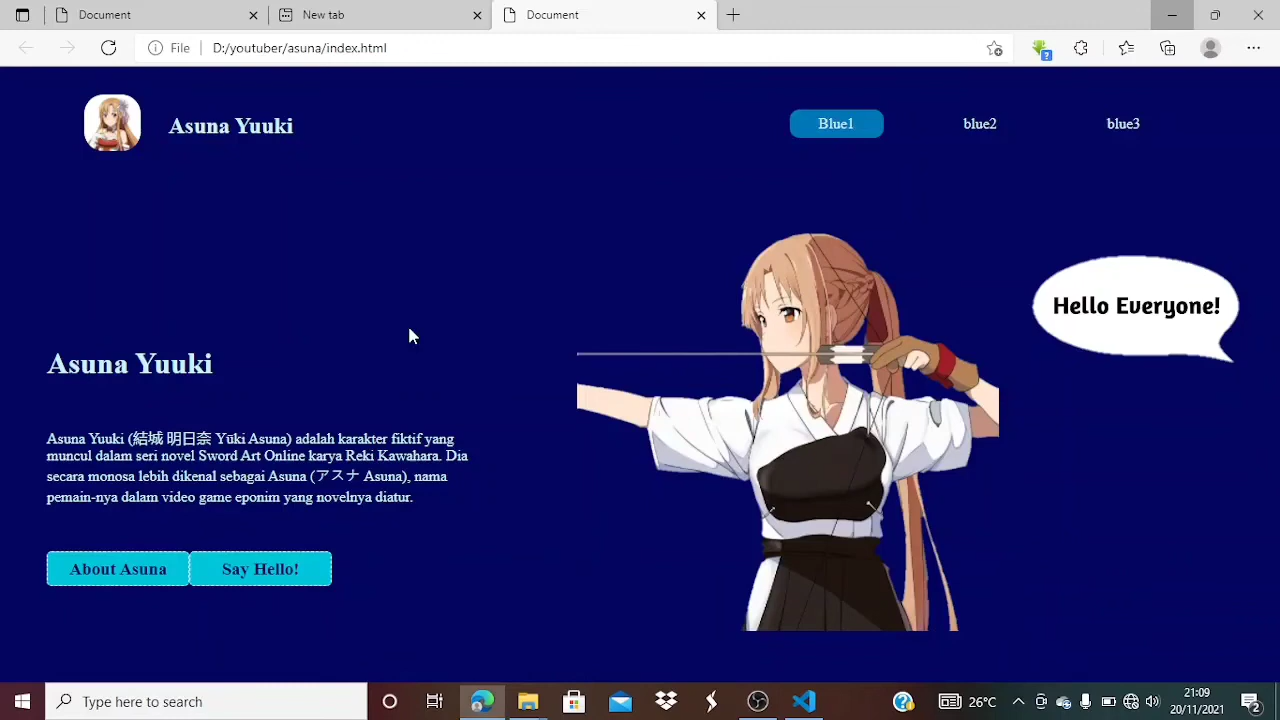 Document
New tab
Document
File
D:/youtuber/asuna/index.html
Asuna Yuuki
Blue1
blue2
blue3
Hello Everyone!
Asuna Yuuki
Asuna Yuuki (結城 明日奈 Yūki Asuna) adalah karakter fiktif yang
muncul dalam seri novel Sword Art Online karya Reki Kawahara. Dia
secara monosa lebih dikenal sebagai Asuna (アスナ Asuna), nama
pemain-nya dalam video game eponim yang novelnya diatur.
About Asuna
Say Hello!
Type here to search
26°C
21:09
20/11/2021
2